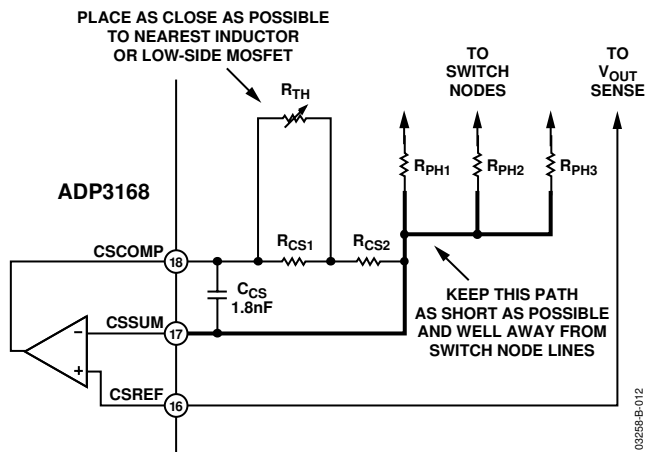 PLACE AS CLOSE AS POSSIBLE
TO NEAREST INDUCTOR
OR LOW-SIDE MOSFET
TO
SWITCH
NODES
TO
VOUT
SENSE
RTH
RPH1
RPH2
RPH3
ADP3168
CSCOMP
18
RCS1
RCS2
CCS
1.8nF
KEEP THIS PATH
AS SHORT AS POSSIBLE
AND WELL AWAY FROM
SWITCH NODE LINES
CSSUM
17
–
+
CSREF
16
03258-B-012